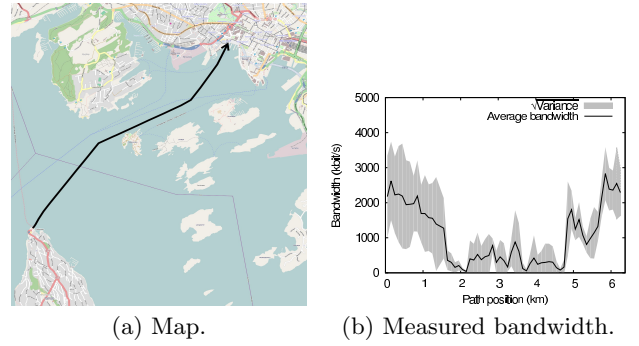 5000
4000
3000
2000
1000
0
Bandwidth (kbit/s)
√Variance
Average bandwidth
0 1 2 3 4 5 6
Path position (km)
(a) Map.
(b) Measured bandwidth.